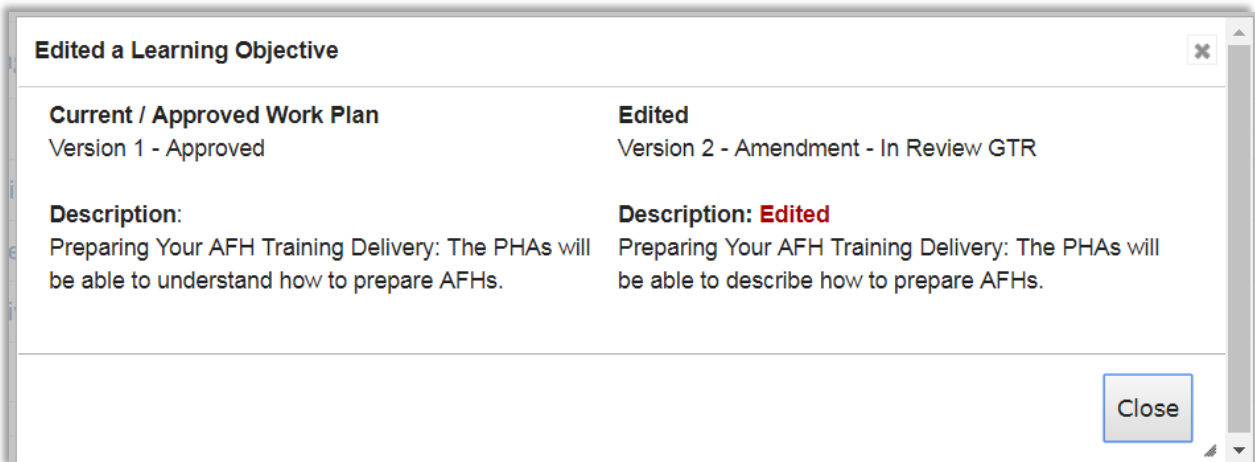 Edited a Learning Objective
Current / Approved Work Plan
Version 1 - Approved
Description:
Preparing Your AFH Training Delivery: The PHAs will
be able to understand how to prepare AFHs.
Edited
Version 2 - Amendment - In Review GTR
Description: Edited
Preparing Your AFH Training Delivery: The PHAs will
be able to describe how to prepare AFHs.
Close